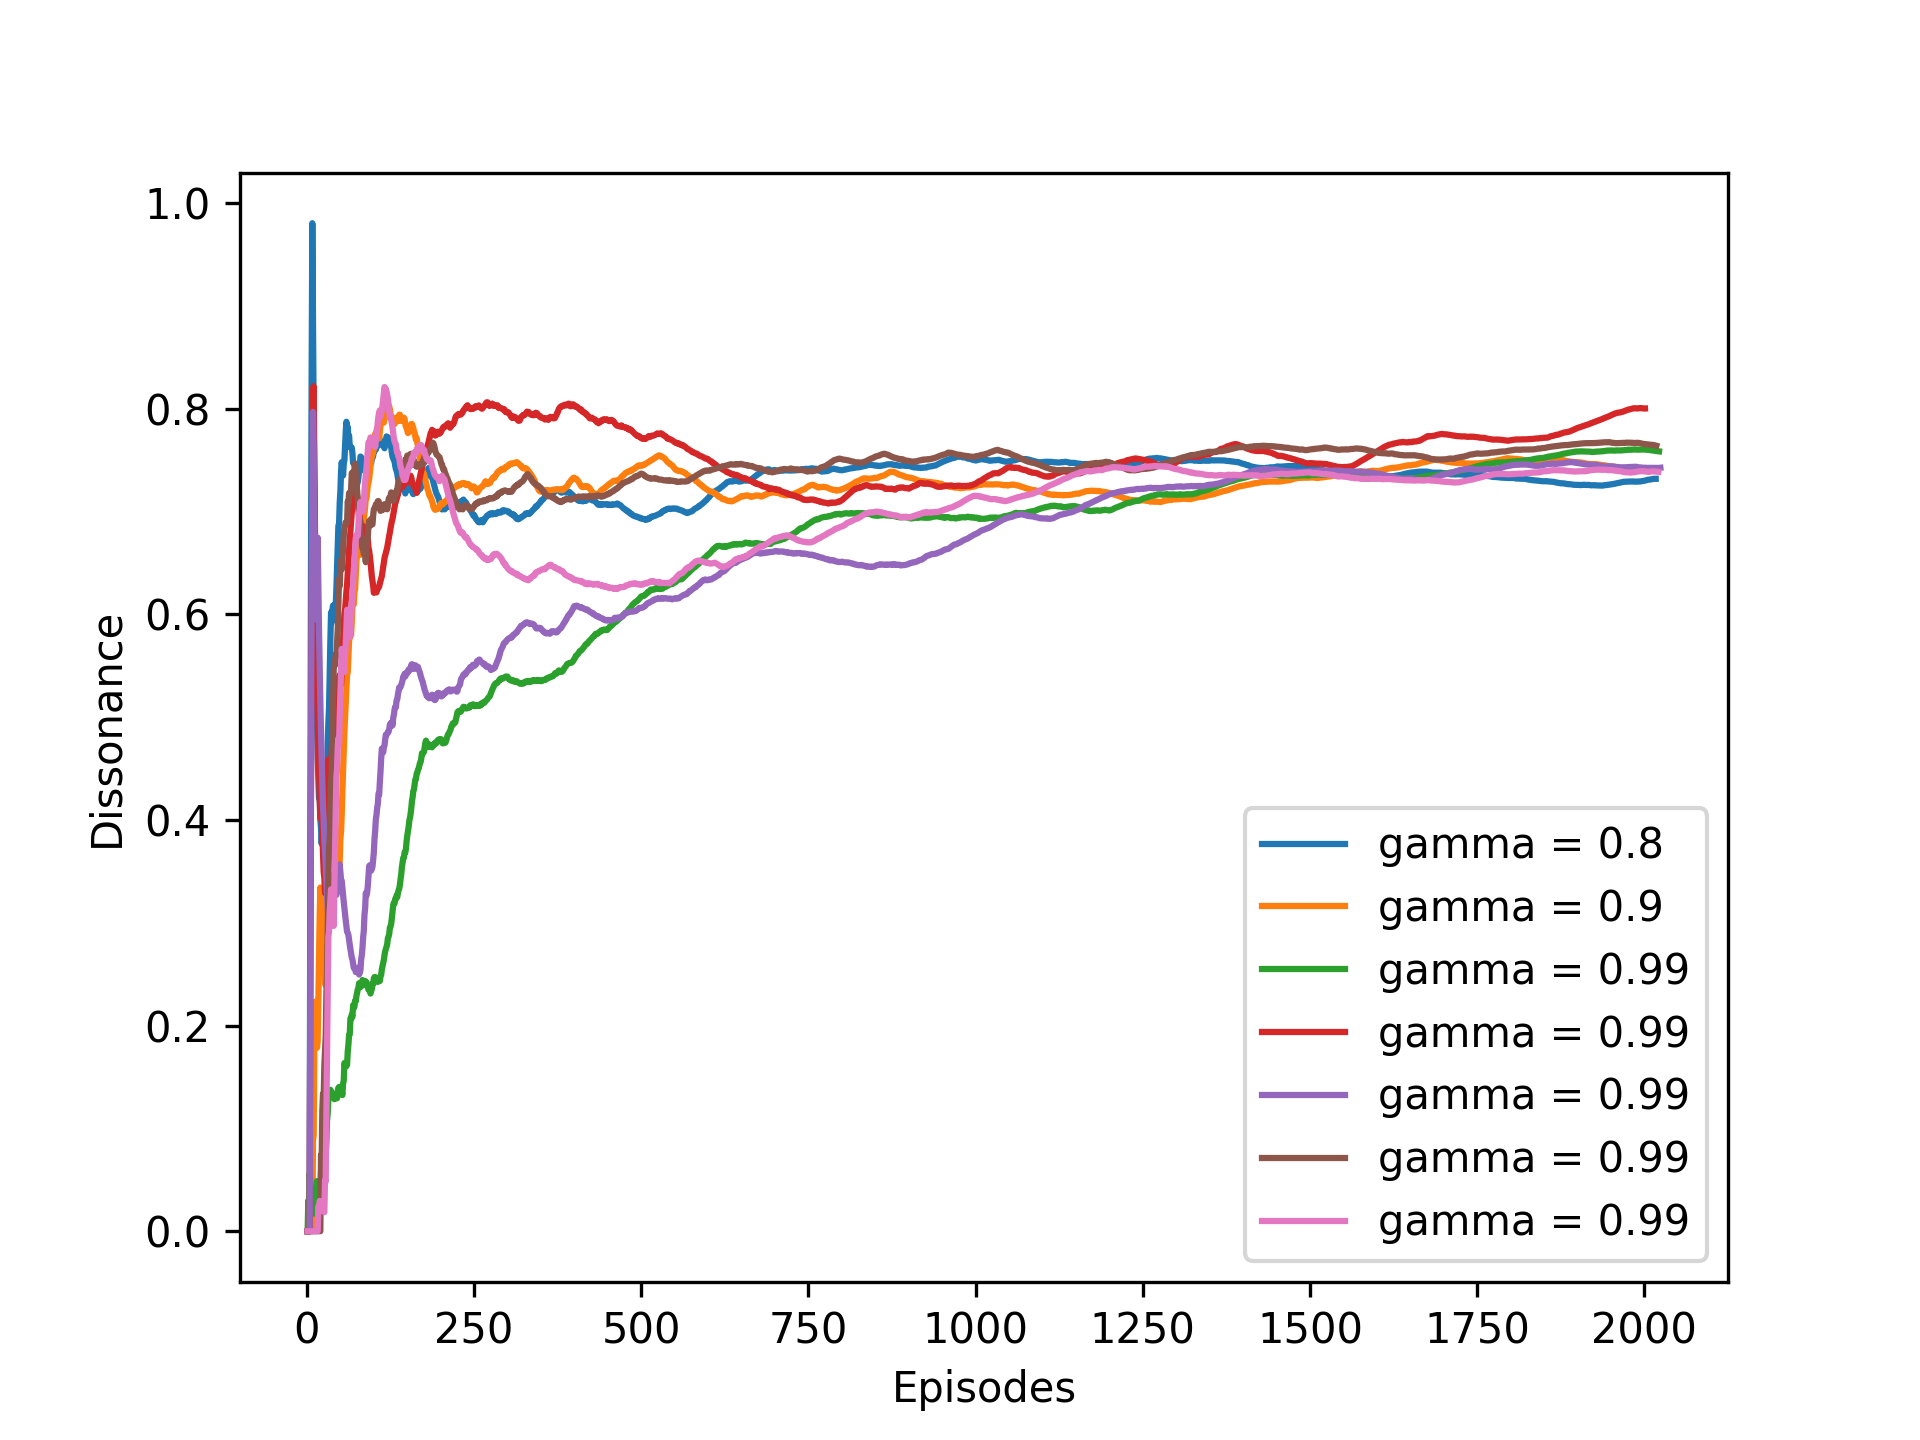 1.0
0.8
0.6
0.4
0.2
0.0
Dissonance
0 250 500 750 1000 1250 1500 1750 2000
Episodes
gamma = 0.8
gamma = 0.9
gamma = 0.99
gamma = 0.99
gamma = 0.99
gamma = 0.99
gamma = 0.99